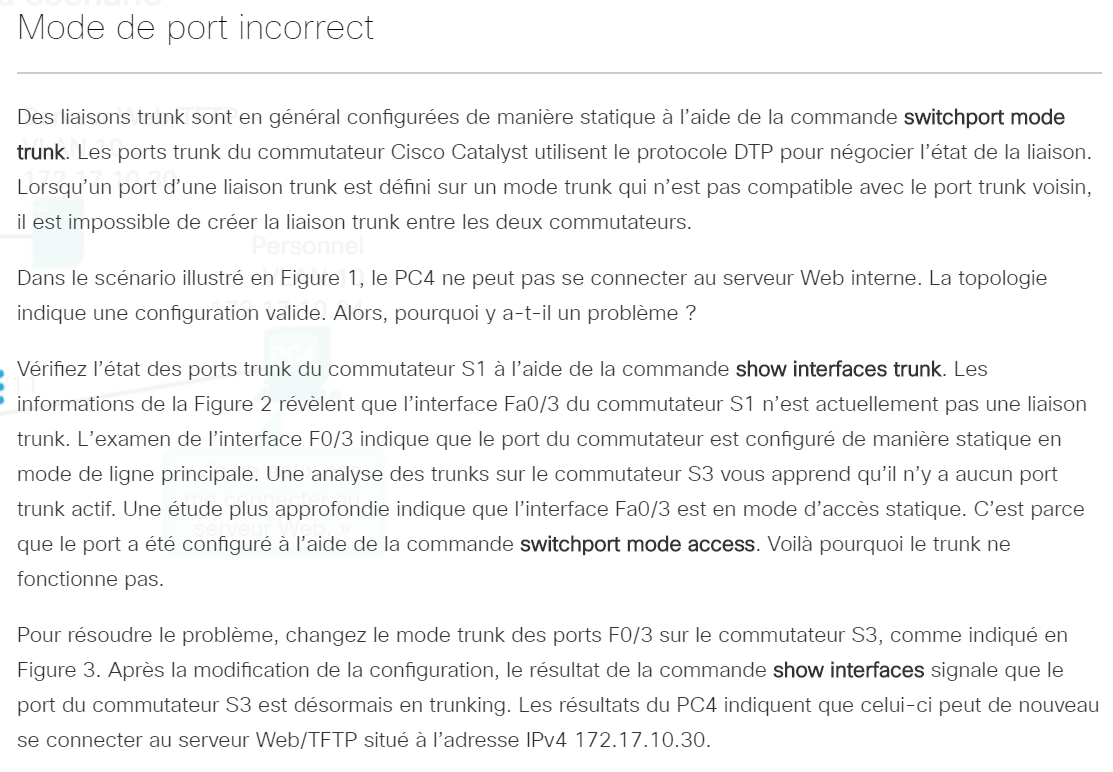 Mode de port incorrect
Des liaisons trunk sont en général configurées de manière statique à l'aide de la commande switchport mode
trunk. Les ports trunk du commutateur Cisco Catalyst utilisent le protocole DTP pour négocier l'état de la liaison.
Lorsqu'un port d'une liaison trunk est défini sur un mode trunk qui n'est pas compatible avec le port trunk voisin,
il est impossible de créer la liaison trunk entre les deux commutateurs.
Personnel
Dans le scénario illustré en Figure 1, le PC4 ne peut pas se connecter au serveur Web interne. La topologie
indique une configuration valide. Alors, pourquoi y a-t-il un problème ?
PC4
Vérifiez l'état des ports trunk du commutateur S1 à l'aide de la commande show interfaces trunk. Les
informations de la Figure 2 révèlent que l'interface Fa0/3 du commutateur S1 n'est actuellement pas une liaison
trunk. L'examen de l'interface F0/3 indique que le port du commutateur est configuré de manière statique en
mode de ligne principale. Une analyse des trunks sur le commutateur S3 vous apprend qu'il n'y a aucun port
me connecter au
trunk actif. Une étude plus approfondie indique que l'interface Fa0/3 est en mode d'accès statique. C'est parce
serveur Web. »
que le port a été configuré à l'aide de la commande switchport mode access. Voilà pourquoi le trunk ne
fonctionne pas.
Pour résoudre le problème, changez le mode trunk des ports F0/3 sur le commutateur S3, comme indiqué en
Figure 3. Après la modification de la configuration, le résultat de la commande show interfaces signale que le
port du commutateur S3 est désormais en trunking. Les résultats du PC4 indiquent que celui-ci peut de nouveau
se connecter au serveur Web/TFTP situé à l'adresse IPv4 172.17.10.30.